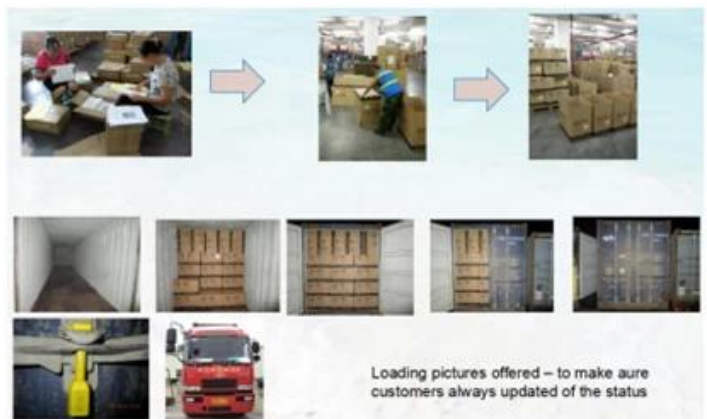 Loading pictures offered – to make aure
customers always updated of the status